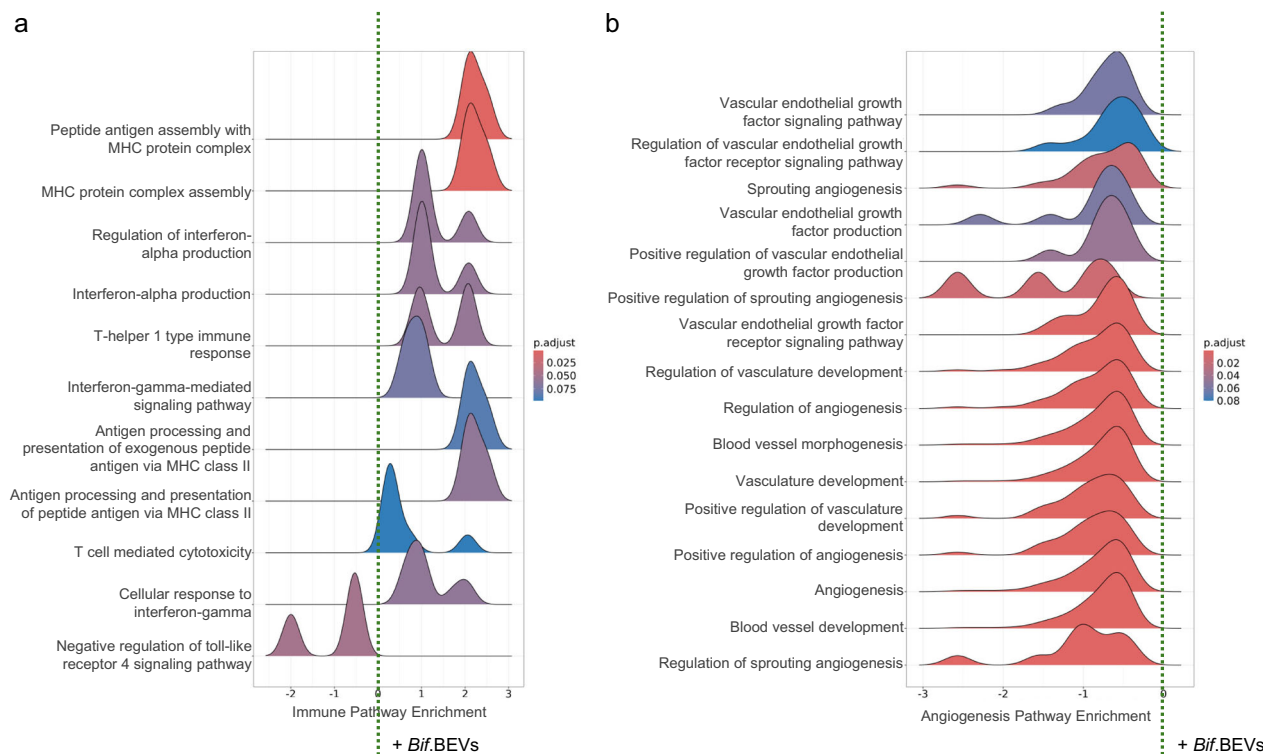 a
Peptide antigen assembly with
MHC protein complex
MHC protein complex assembly
Regulation of interferon-
alpha production
Interferon-alpha production
T-helper 1 type immune
response
Interferon-gamma-mediated
signaling pathway
Antigen processing and
presentation of exogenous peptide
antigen via MHC class II
Antigen processing and presentation
of peptide antigen via MHC class II
T cell mediated cytotoxicity
Cellular response to
interferon-gamma
Negative regulation of toll-like
receptor 4 signaling pathway
p.adjust
0.025
0.050
0.075
-2 -1 0 1 2 3
Immune Pathway Enrichment
+ Bif.BEVs
b
Vascular endothelial growth
factor signaling pathway
Regulation of vascular endothelial growth
factor receptor signaling pathway
Sprouting angiogenesis
Vascular endothelial growth
factor production
Positive regulation of vascular endothelial
growth factor production
Positive regulation of sprouting angiogenesis
Vascular endothelial growth factor
receptor signaling pathway
Regulation of vasculature development
Regulation of angiogenesis
Blood vessel morphogenesis
Vasculature development
Positive regulation of vasculature
development
Positive regulation of angiogenesis
Angiogenesis
Blood vessel development
Regulation of sprouting angiogenesis
p.adjust
0.02
0.04
0.06
0.08
-3 -2 -1 0
Angiogenesis Pathway Enrichment
+ Bif.BEVs